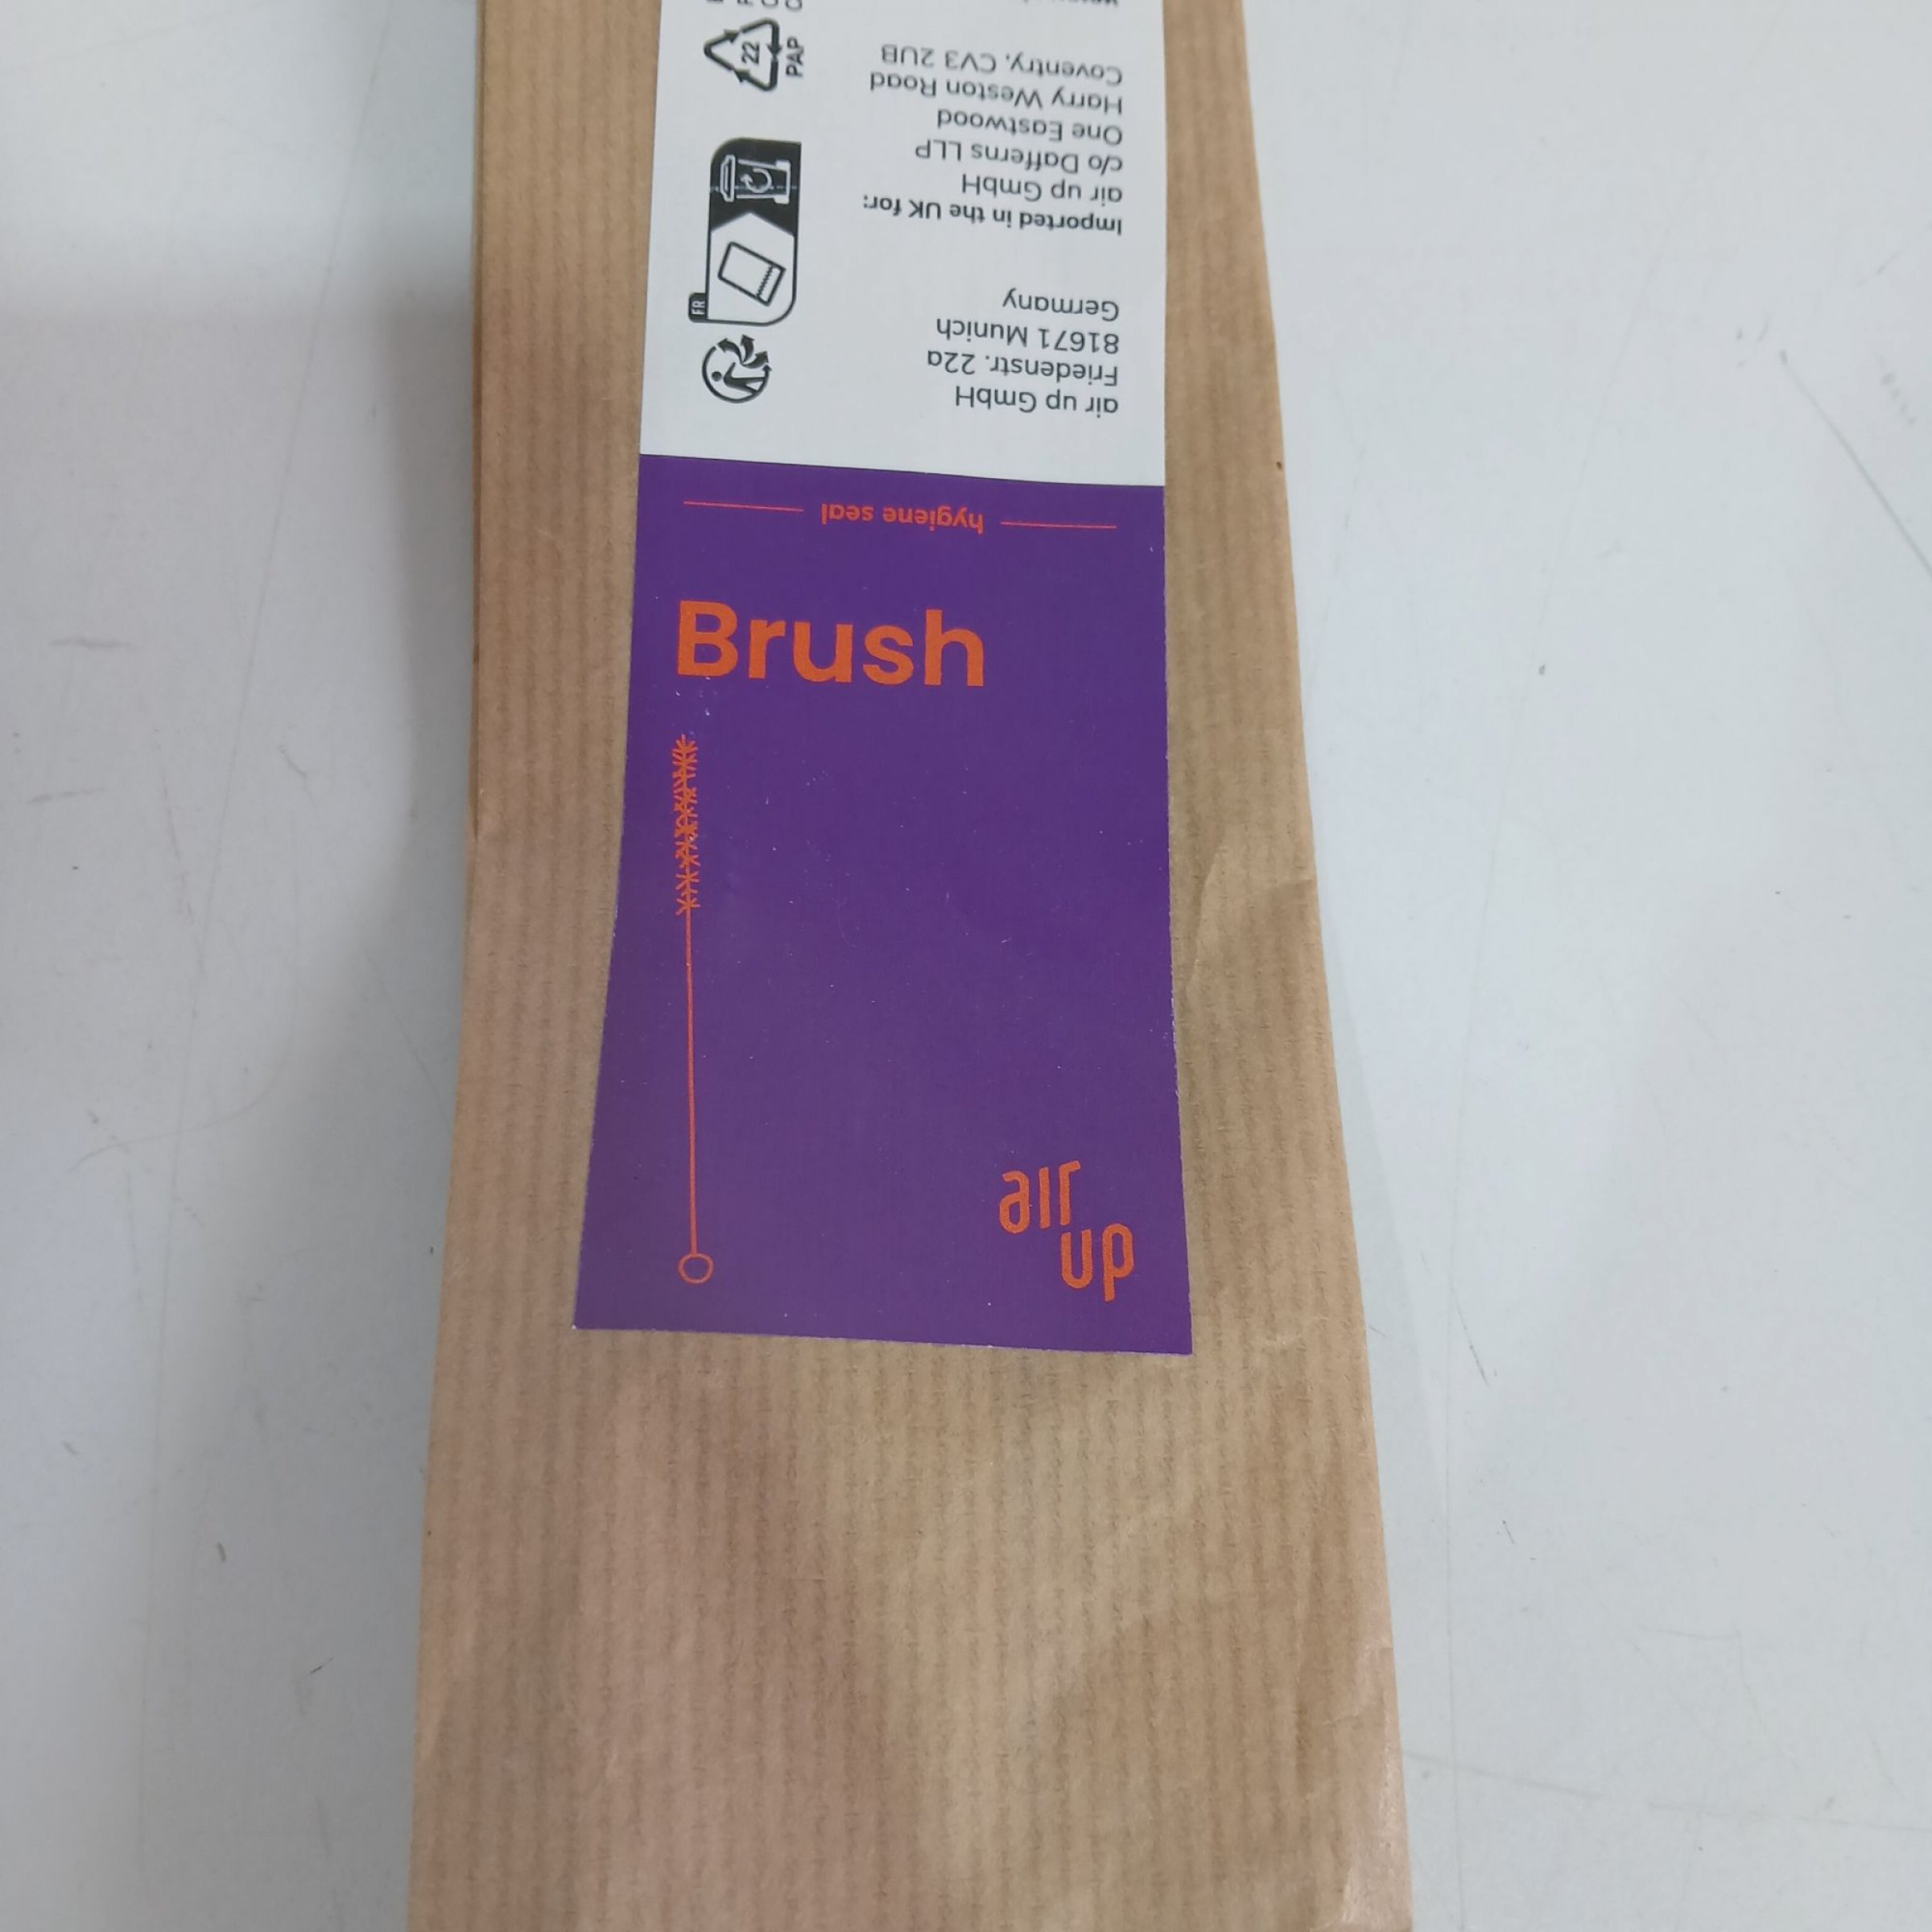 Brush
air
up
hygiene seal
air up GmbH
Friedenstr. 22a
81671 Munich
Germany
Imported in the UK for:
air up GmbH
c/o Dafferns LLP
One Eastwood
Harry Weston Road
Coventry, CV3 2UB
FR
22
PAP